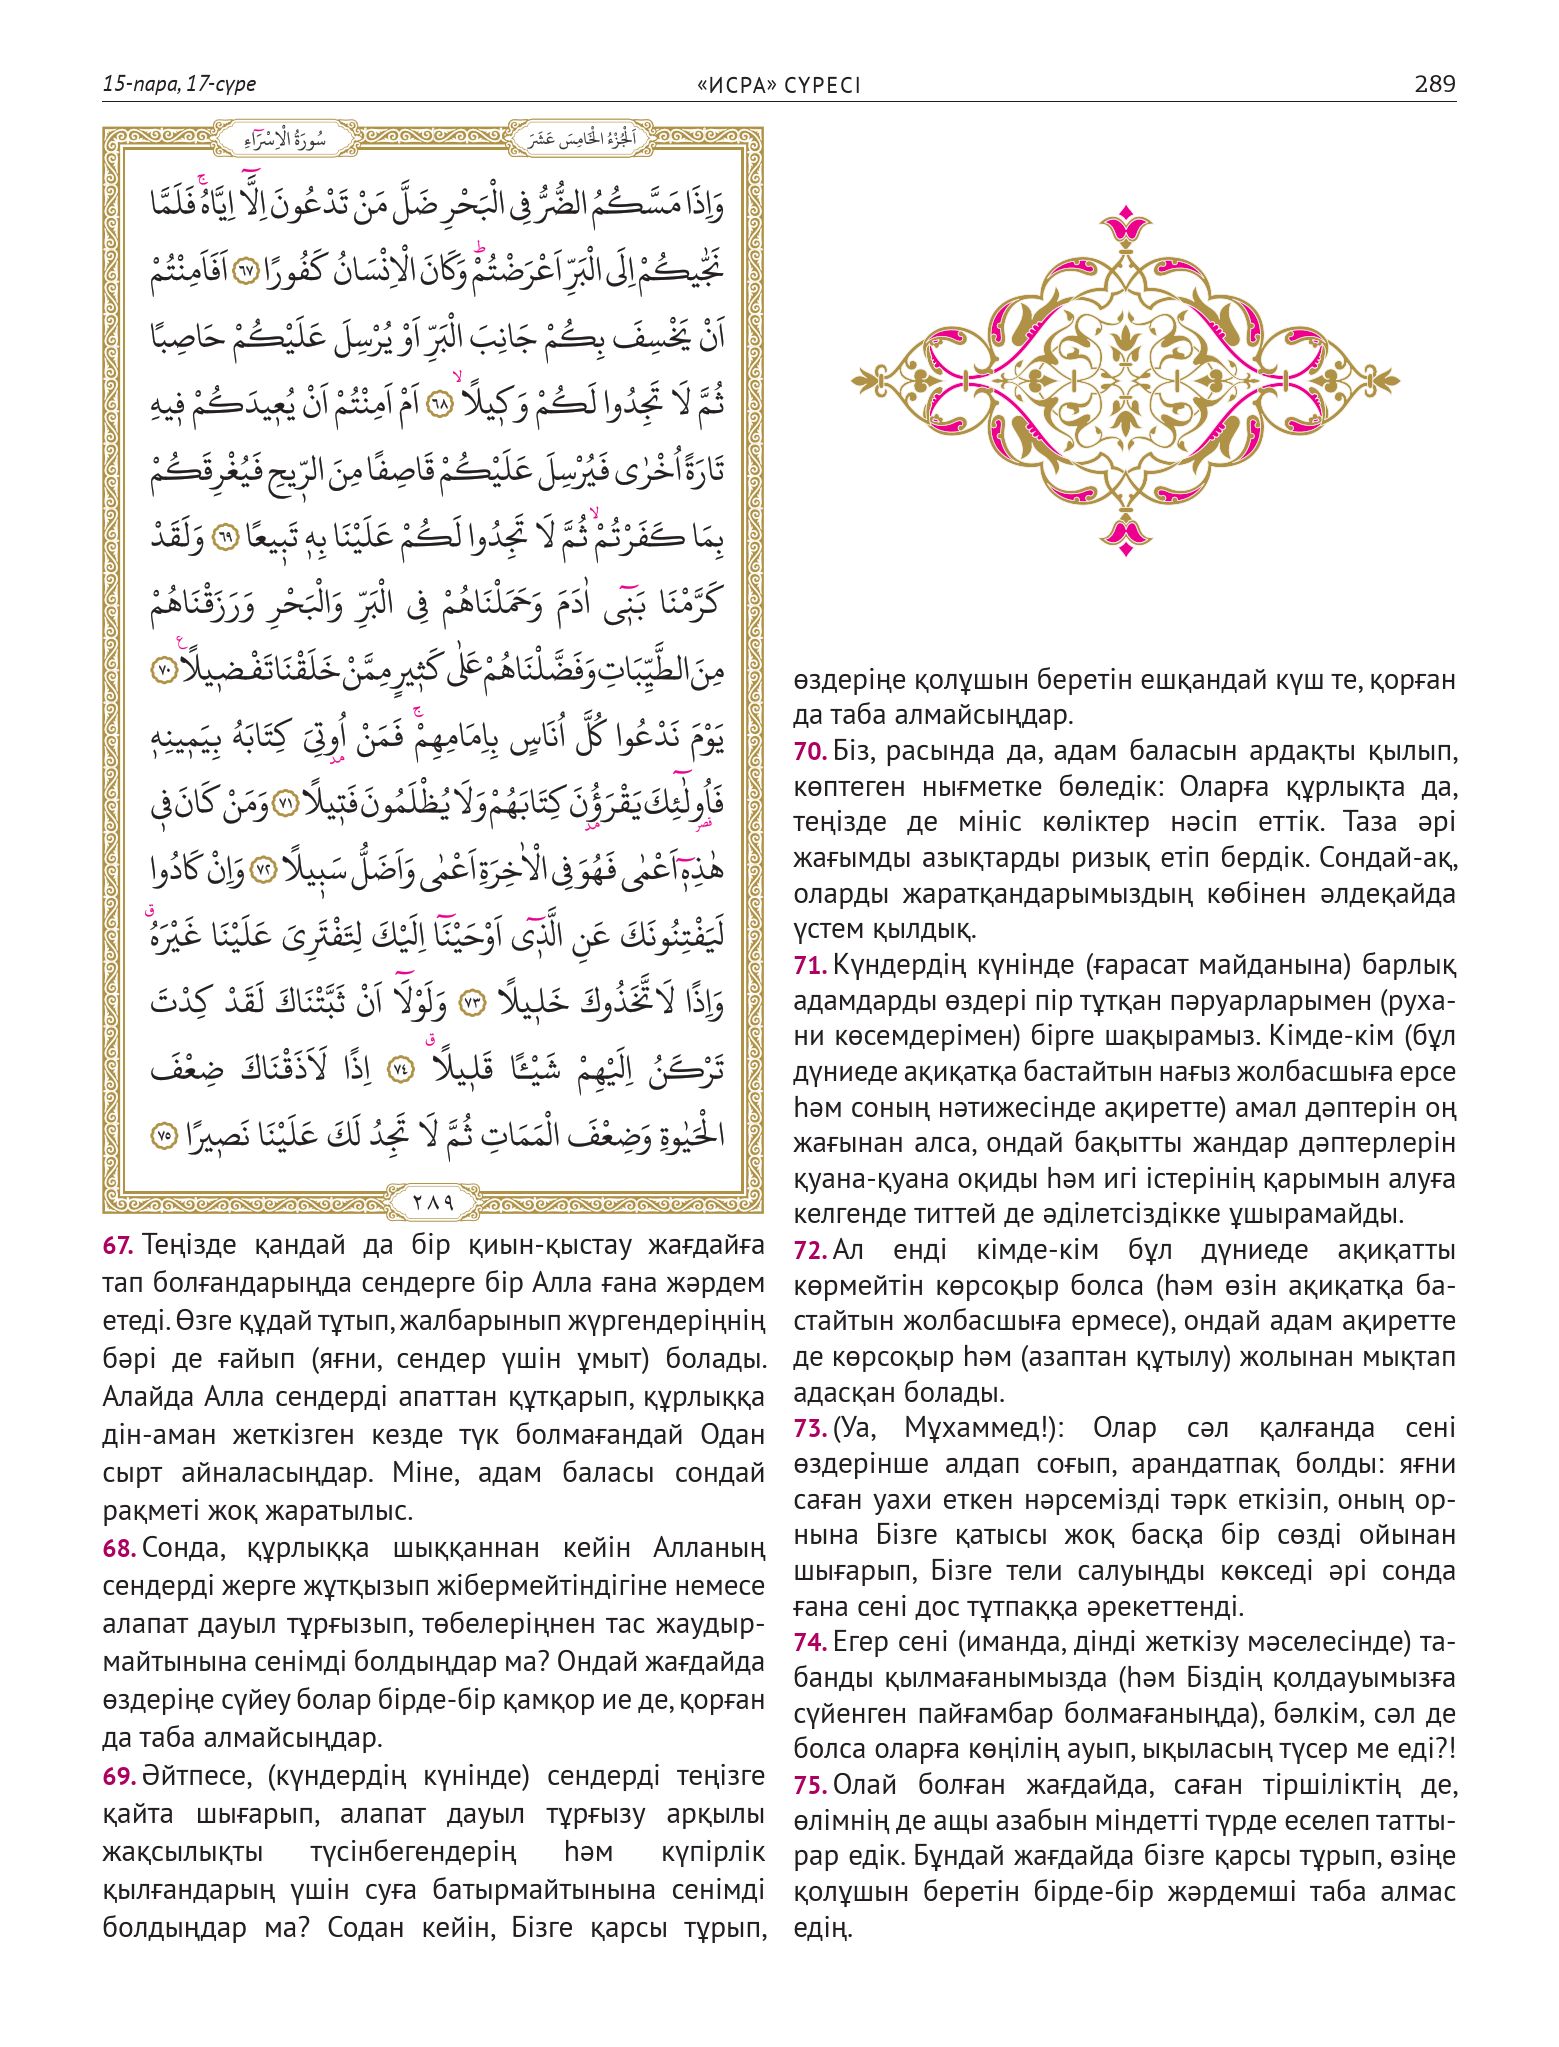 15-пара, 17-сүре
«ИСРА» СҮРЕСІ
289
سُورَةُ الْاِسْرَٓاءِ
اَلْجُزْءُ الْخَامِسَ عَشَرَ
وَاِذَا مَسَّكُمُ الضُّرُّ فِى الْبَحْرِ ضَلَّ مَنْ تَدْعُونَ اِلَّٓا اِيَّاهُۚ فَلَمَّا
نَجّٰيكُمْ اِلَى الْبَرِّ اَعْرَضْتُمْۜ وَكَانَ الْاِنْسَانُ كَفُورًا ﴿٦٧﴾ اَفَاَمِنْتُمْ
اَنْ يَخْسِفَ بِكُمْ جَانِبَ الْبَرِّ اَوْ يُرْسِلَ عَلَيْكُمْ حَاصِبًا
ثُمَّ لَا تَجِدُوا لَكُمْ وَكٖيلًاۙ ﴿٦٨﴾ اَمْ اَمِنْتُمْ اَنْ يُعٖيدَكُمْ فٖيهِ
تَارَةً اُخْرٰى فَيُرْسِلَ عَلَيْكُمْ قَاصِفًا مِنَ الرّٖيحِ فَيُغْرِقَكُمْ
بِمَا كَفَرْتُمْۙ ثُمَّ لَا تَجِدُوا لَكُمْ عَلَيْنَا بِهٖ تَبٖيعًا ﴿٦٩﴾ وَلَقَدْ
كَرَّمْنَا بَنٖٓى اٰدَمَ وَحَمَلْنَاهُمْ فِى الْبَرِّ وَالْبَحْرِ وَرَزَقْنَاهُمْ
مِنَ الطَّيِّبَاتِ وَفَضَّلْنَاهُمْ عَلٰى كَثٖيرٍ مِمَّنْ خَلَقْنَا تَفْضٖيلًاࣖ ﴿٧٠﴾
يَوْمَ نَدْعُوا كُلَّ اُنَاسٍ بِاِمَامِهِمْۚ فَمَنْ اُوتِىَ كِتَابَهُ بِيَمٖينِهٖ
فَاُولٰٓئِكَ يَقْرَؤُنَ كِتَابَهُمْ وَلَا يُظْلَمُونَ فَتٖيلًا ﴿٧١﴾ وَمَنْ كَانَ فٖى
هٰذِهٖٓ اَعْمٰى فَهُوَ فِى الْاٰخِرَةِ اَعْمٰى وَاَضَلُّ سَبٖيلًا ﴿٧٢﴾ وَاِنْ كَادُوا
لَيَفْتِنُونَكَ عَنِ الَّذٖٓى اَوْحَيْنَٓا اِلَيْكَ لِتَفْتَرِىَ عَلَيْنَا غَيْرَهُۗ
وَاِذًا لَاتَّخَذُوكَ خَلٖيلًا ﴿٧٣﴾ وَلَوْلَٓا اَنْ ثَبَّتْنَاكَ لَقَدْ كِدْتَ
تَرْكَنُ اِلَيْهِمْ شَيْـًٔا قَلٖيلًاۗ ﴿٧٤﴾ اِذًا لَاَذَقْنَاكَ ضِعْفَ
الْحَيٰوةِ وَضِعْفَ الْمَمَاتِ ثُمَّ لَا تَجِدُ لَكَ عَلَيْنَا نَصٖيرًا ﴿٧٥﴾
٢٨٩
67. Теңізде қандай да бір қиын-қыстау жағдайға
тап болғандарыңда сендерге бір Алла ғана жәрдем
етеді. Өзге құдай тұтып, жалбарынып жүргендеріңнің
бәрі де ғайып (яғни, сендер үшін ұмыт) болады.
Алайда Алла сендерді апаттан құтқарып, құрлыққа
дін-аман жеткізген кезде түк болмағандай Одан
сырт айналасыңдар. Міне, адам баласы сондай
рақметі жоқ жаратылыс.
68. Сонда, құрлыққа шыққаннан кейін Алланың
сендерді жерге жұтқызып жібермейтіндігіне немесе
алапат дауыл тұрғызып, төбелеріңнен тас жаудыр-
майтынына сенімді болдыңдар ма? Ондай жағдайда
өздеріңе сүйеу болар бірде-бір қамқор ие де, қорған
да таба алмайсыңдар.
69. Әйтпесе, (күндердің күнінде) сендерді теңізге
қайта шығарып, алапат дауыл тұрғызу арқылы
жақсылықты түсінбегендерің һәм күпірлік
қылғандарың үшін суға батырмайтынына сенімді
болдыңдар ма? Содан кейін, Бізге қарсы тұрып,
өздеріңе қолұшын беретін ешқандай күш те, қорған
да таба алмайсыңдар.
70. Біз, расында да, адам баласын ардақты қылып,
көптеген нығметке бөледік: Оларға құрлықта да,
теңізде де мініс көліктер нәсіп еттік. Таза әрі
жағымды азықтарды ризық етіп бердік. Сондай-ақ,
оларды жаратқандарымыздың көбінен әлдеқайда
үстем қылдық.
71. Күндердің күнінде (ғарасат майданына) барлық
адамдарды өздері пір тұтқан пәруарларымен (руха-
ни көсемдерімен) бірге шақырамыз. Кімде-кім (бұл
дүниеде ақиқатқа бастайтын нағыз жолбасшыға ерсе
һәм соның нәтижесінде ақиретте) амал дәптерін оң
жағынан алса, ондай бақытты жандар дәптерлерін
қуана-қуана оқиды һәм игі істерінің қарымын алуға
келгенде титтей де әділетсіздікке ұшырамайды.
72. Ал енді кімде-кім бұл дүниеде ақиқатты
көрмейтін көрсоқыр болса (һәм өзін ақиқатқа ба-
стайтын жолбасшыға ермесе), ондай адам ақиретте
де көрсоқыр һәм (азаптан құтылу) жолынан мықтап
адасқан болады.
73. (Уа, Мұхаммед!): Олар сәл қалғанда сені
өздерінше алдап соғып, арандатпақ болды: яғни
саған уахи еткен нәрсемізді тәрк еткізіп, оның ор-
нына Бізге қатысы жоқ басқа бір сөзді ойынан
шығарып, Бізге тели салуыңды көкседі әрі сонда
ғана сені дос тұтпаққа әрекеттенді.
74. Егер сені (иманда, дінді жеткізу мәселесінде) та-
банды қылмағанымызда (һәм Біздің қолдауымызға
сүйенген пайғамбар болмағаныңда), бәлкім, сәл де
болса оларға көңілің ауып, ықыласың түсер ме еді?!
75. Олай болған жағдайда, саған тіршіліктің де,
өлімнің де ащы азабын міндетті түрде еселеп татты-
рар едік. Бұндай жағдайда бізге қарсы тұрып, өзіңе
қолұшын беретін бірде-бір жәрдемші таба алмас
едің.